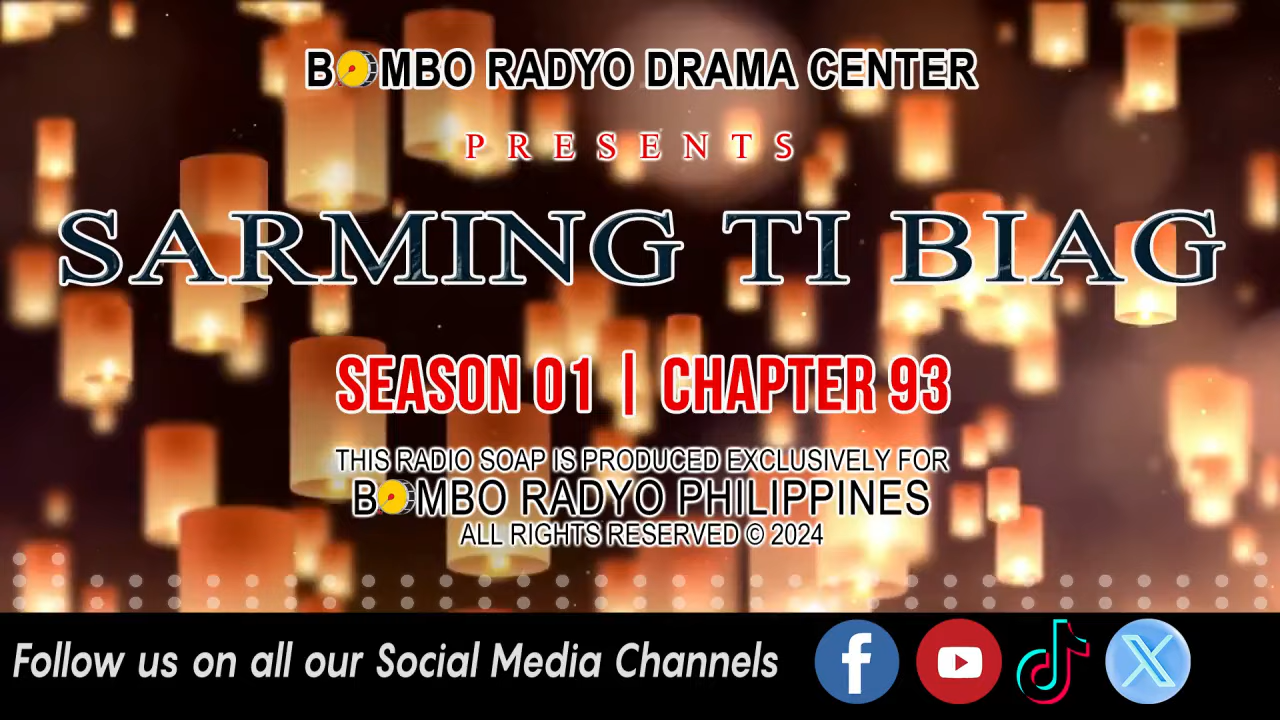 BOMBO RADYO DRAMA CENTER
PRESENTS
SARMING TI BIAG
SEASON 01 | CHAPTER 93
THIS RADIO SOAP IS PRODUCED EXCLUSIVELY FOR
BOMBO RADYO PHILIPPINES
ALL RIGHTS RESERVED © 2024
Follow us on all our Social Media Channels